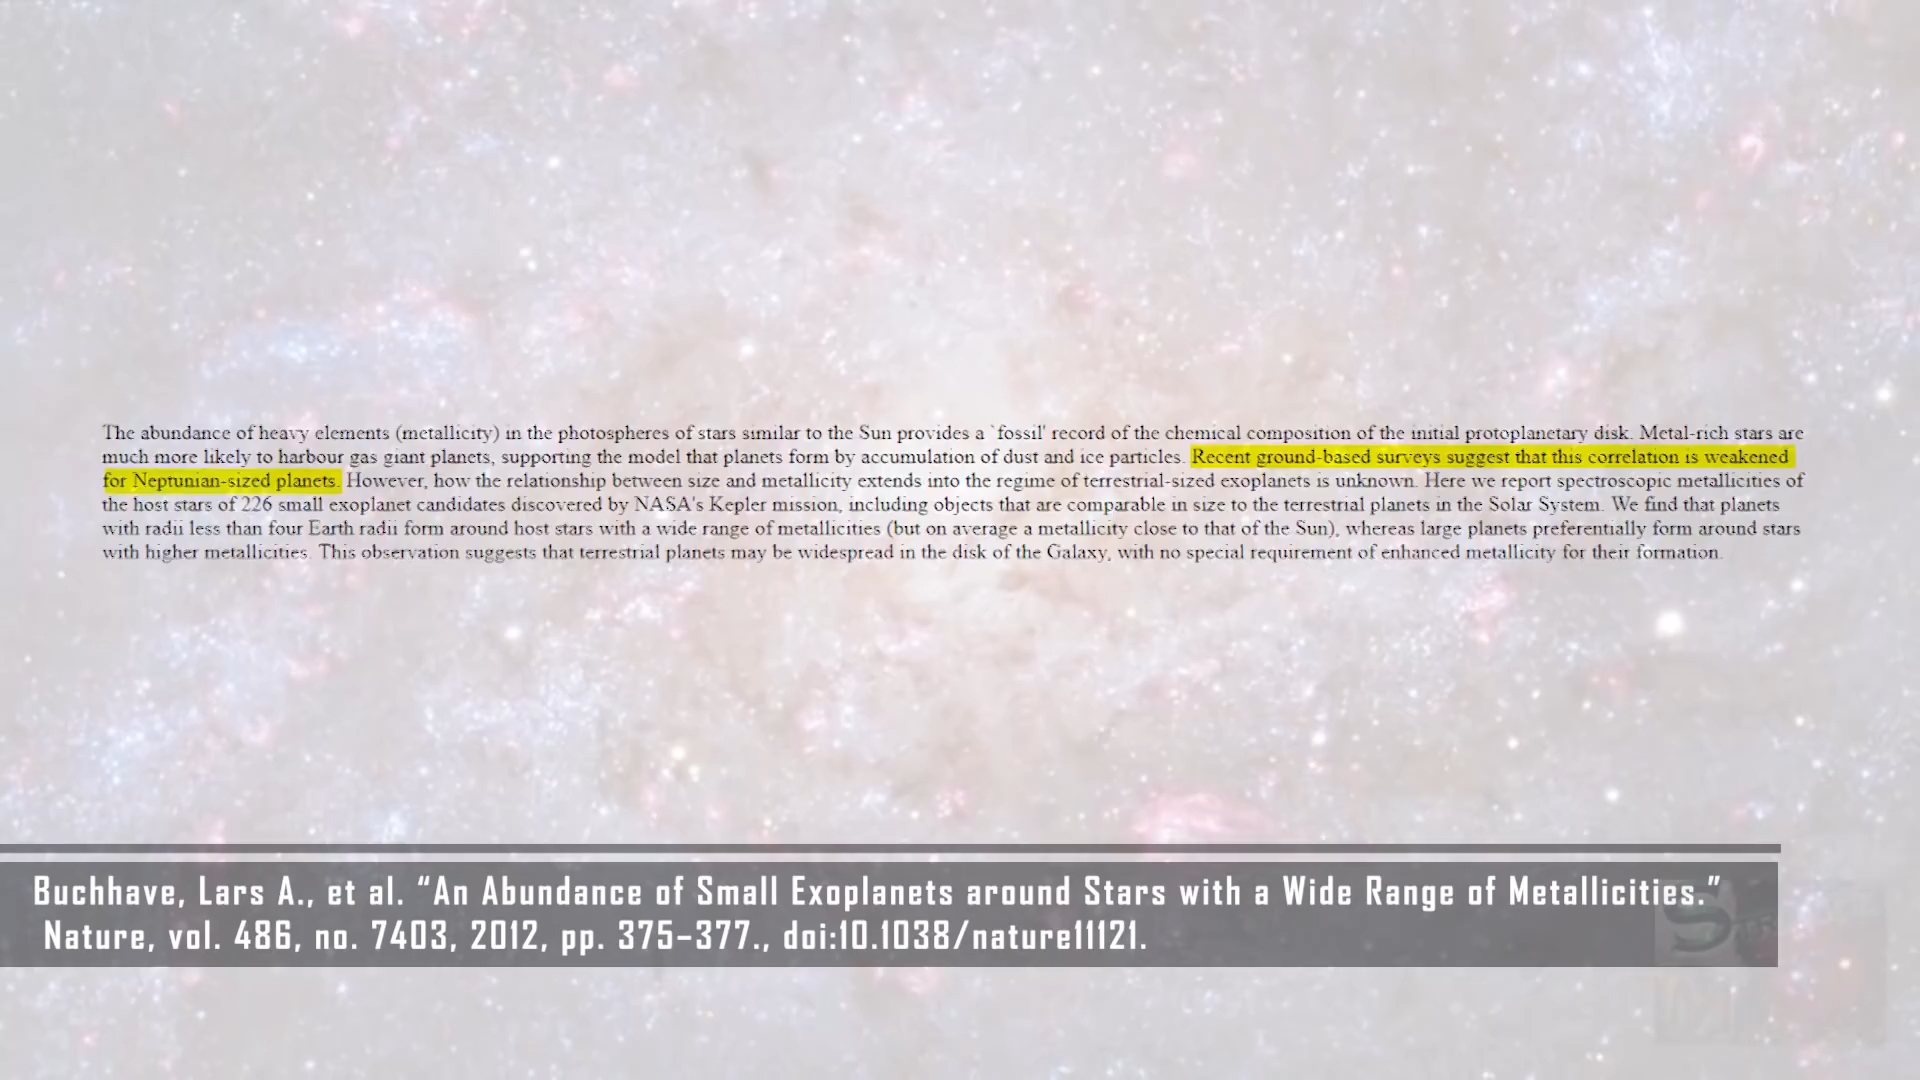 The abundance of heavy elements (metallicity) in the photospheres of stars similar to the Sun provides a `fossil' record of the chemical composition of the initial protoplanetary disk. Metal-rich stars are
much more likely to harbour gas giant planets, supporting the model that planets form by accumulation of dust and ice particles. Recent ground-based surveys suggest that this correlation is weakened
for Neptunian-sized planets. However, how the relationship between size and metallicity extends into the regime of terrestrial-sized exoplanets is unknown. Here we report spectroscopic metallicities of
the host stars of 226 small exoplanet candidates discovered by NASA's Kepler mission, including objects that are comparable in size to the terrestrial planets in the Solar System. We find that planets
with radii less than four Earth radii form around host stars with a wide range of metallicities (but on average a metallicity close to that of the Sun), whereas large planets preferentially form around stars
with higher metallicities. This observation suggests that terrestrial planets may be widespread in the disk of the Galaxy, with no special requirement of enhanced metallicity for their formation.
Buchhave, Lars A., et al. “An Abundance of Small Exoplanets around Stars with a Wide Range of Metallicities.”
Nature, vol. 486, no. 7403, 2012, pp. 375–377., doi:10.1038/nature11121.